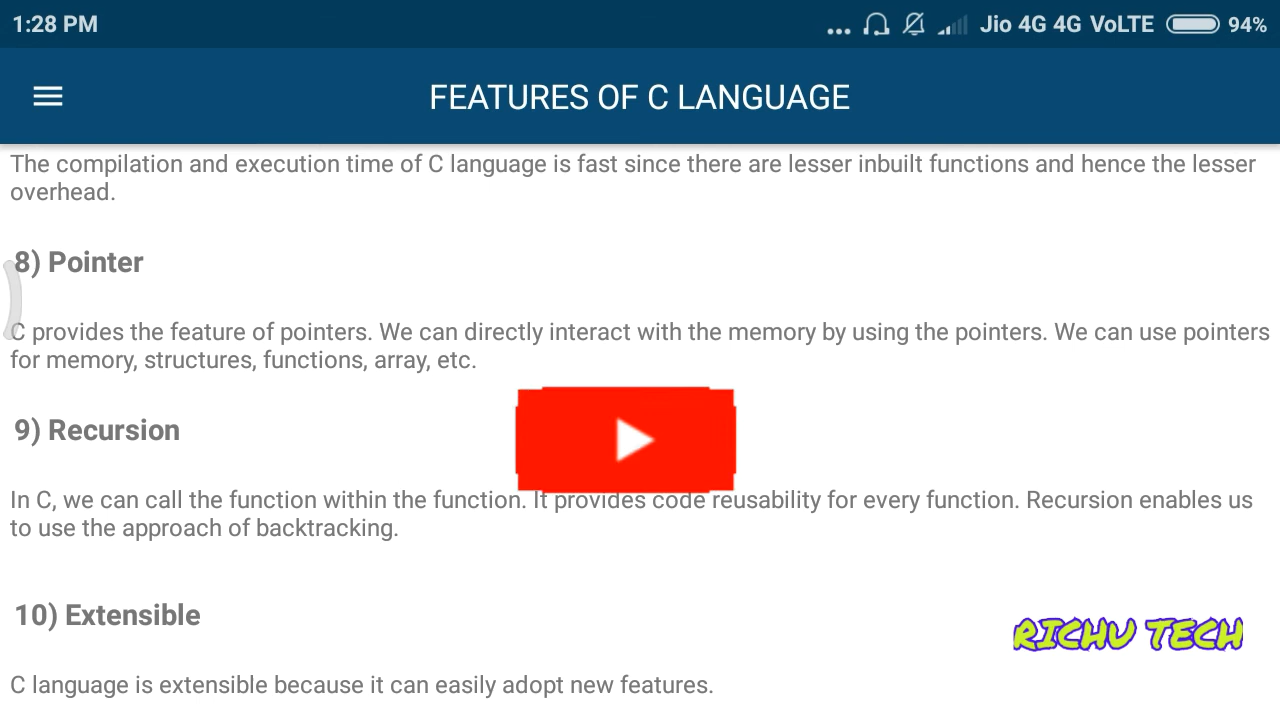 1:28 PM
... Jio 4G 4G VoLTE 94%
FEATURES OF C LANGUAGE
The compilation and execution time of C language is fast since there are lesser inbuilt functions and hence the lesser
overhead.
8) Pointer
C provides the feature of pointers. We can directly interact with the memory by using the pointers. We can use pointers
for memory, structures, functions, array, etc.
9) Recursion
In C, we can call the function within the function. It provides code reusability for every function. Recursion enables us
to use the approach of backtracking.
10) Extensible
RICHU TECH
C language is extensible because it can easily adopt new features.